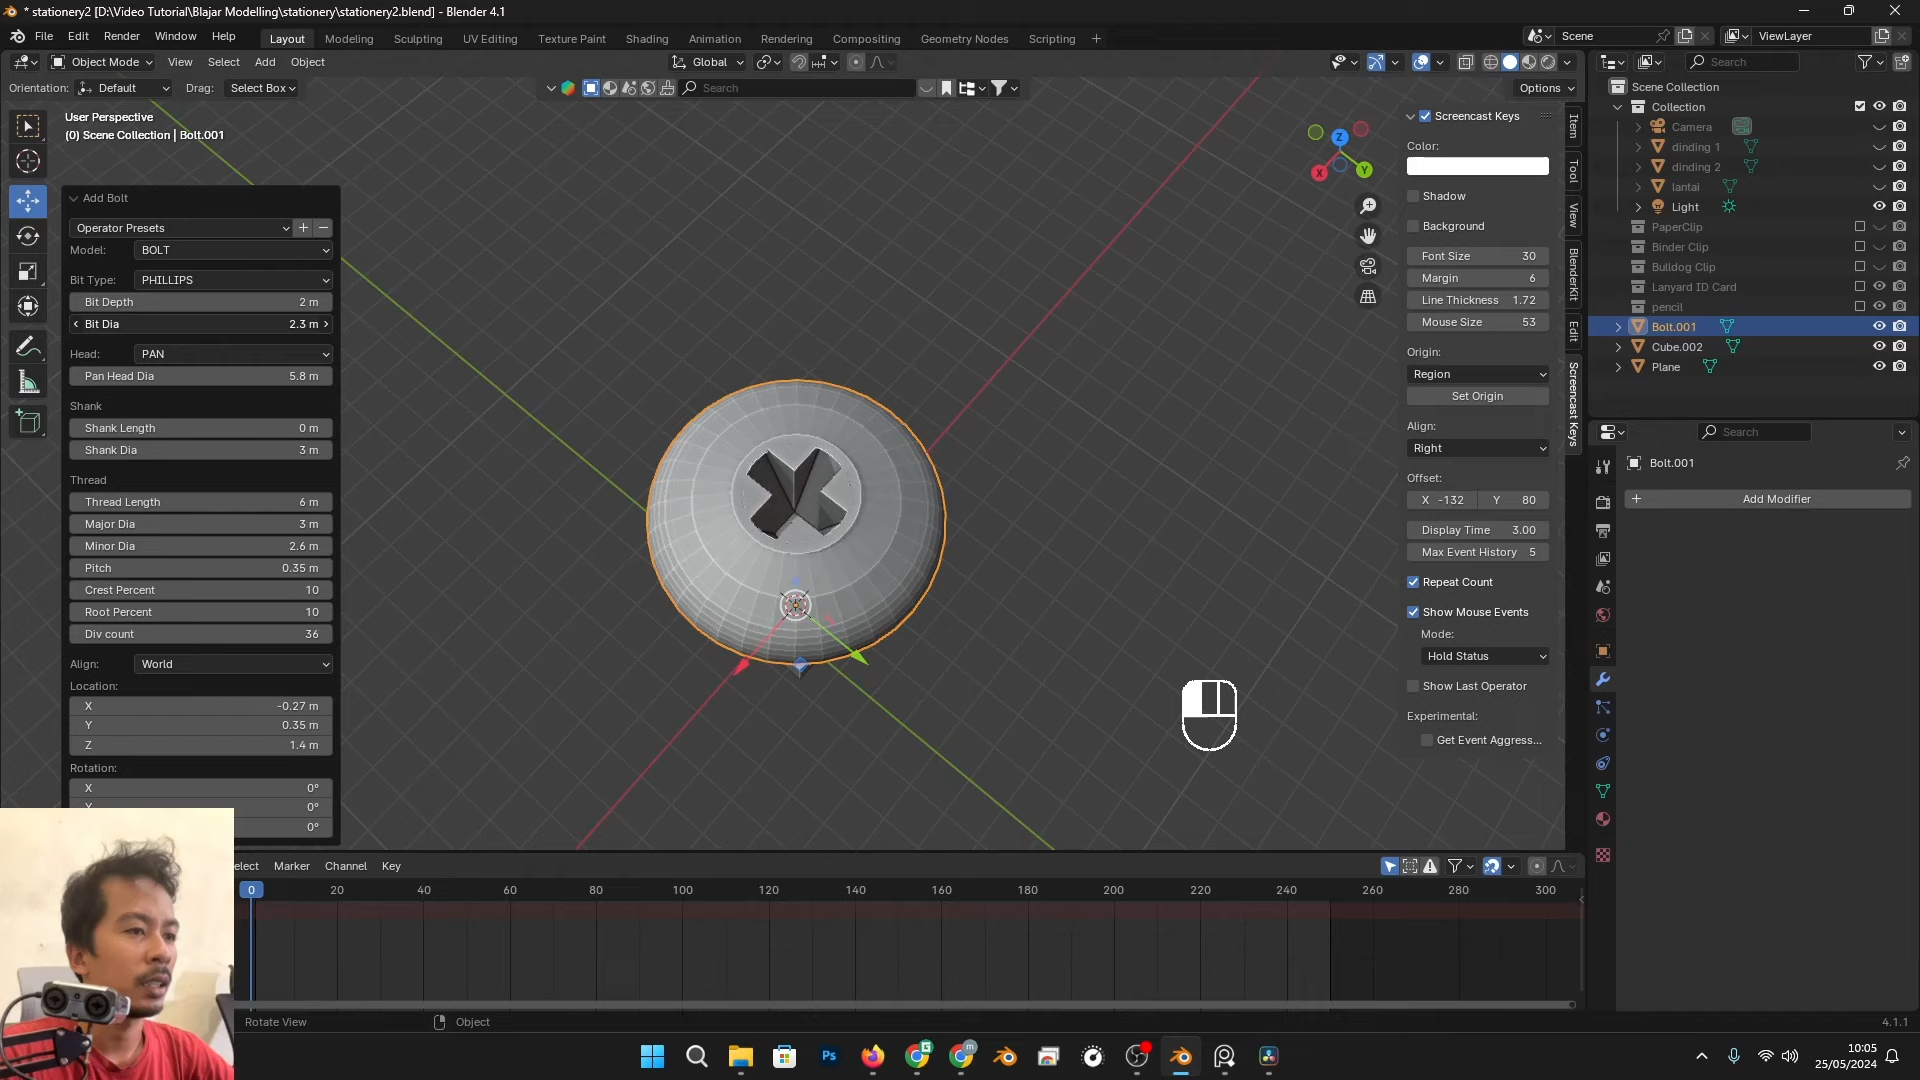 * stationery2 [D:\Video Tutorial\Blajar Modelling\stationery\stationery2.blend] - Blender 4.1
File Edit Render Window Help
Layout Modeling Sculpting UV Editing Texture Paint Shading Animation Rendering Compositing Geometry Nodes Scripting +
Scene
ViewLayer
Object Mode View Select Add Object
Global
Search
Orientation: Default Drag: Select Box
Search
Options
User Perspective
(0) Scene Collection | Bolt.001
Add Bolt
Operator Presets
Model: BOLT
Bit Type: PHILLIPS
Bit Depth 2 m
Bit Dia 2.3 m
Head: PAN
Pan Head Dia 5.8 m
Shank
Shank Length 0 m
Shank Dia 3 m
Thread
Thread Length 6 m
Major Dia 3 m
Minor Dia 2.6 m
Pitch 0.35 m
Crest Percent 10
Root Percent 10
Div count 36
Align: World
Location:
X -0.27 m
Y 0.35 m
Z 1.4 m
Rotation:
X 0°
Y 0°
0°
Z
X
Y
Screencast Keys
Color:
Shadow
Background
Font Size 30
Margin 6
Line Thickness 1.72
Mouse Size 53
Origin:
Region
Set Origin
Align:
Right
Offset:
X -132 Y 80
Display Time 3.00
Max Event History 5
Repeat Count
Show Mouse Events
Mode:
Hold Status
Show Last Operator
Experimental:
Get Event Aggress...
Item
Tool
View
BlenderKit
Edit
Screencast Keys
Scene Collection
Collection
Camera
dinding 1
dinding 2
lantai
Light
PaperClip
Binder Clip
Bulldog Clip
Lanyard ID Card
pencil
Bolt.001
Cube.002
Plane
Search
Bolt.001
+ Add Modifier
elect Marker Channel Key
0 20 40 60 80 100 120 140 160 180 200 220 240 260 280 300
Rotate View Object
4.1.1
Ps
10:05
25/05/2024